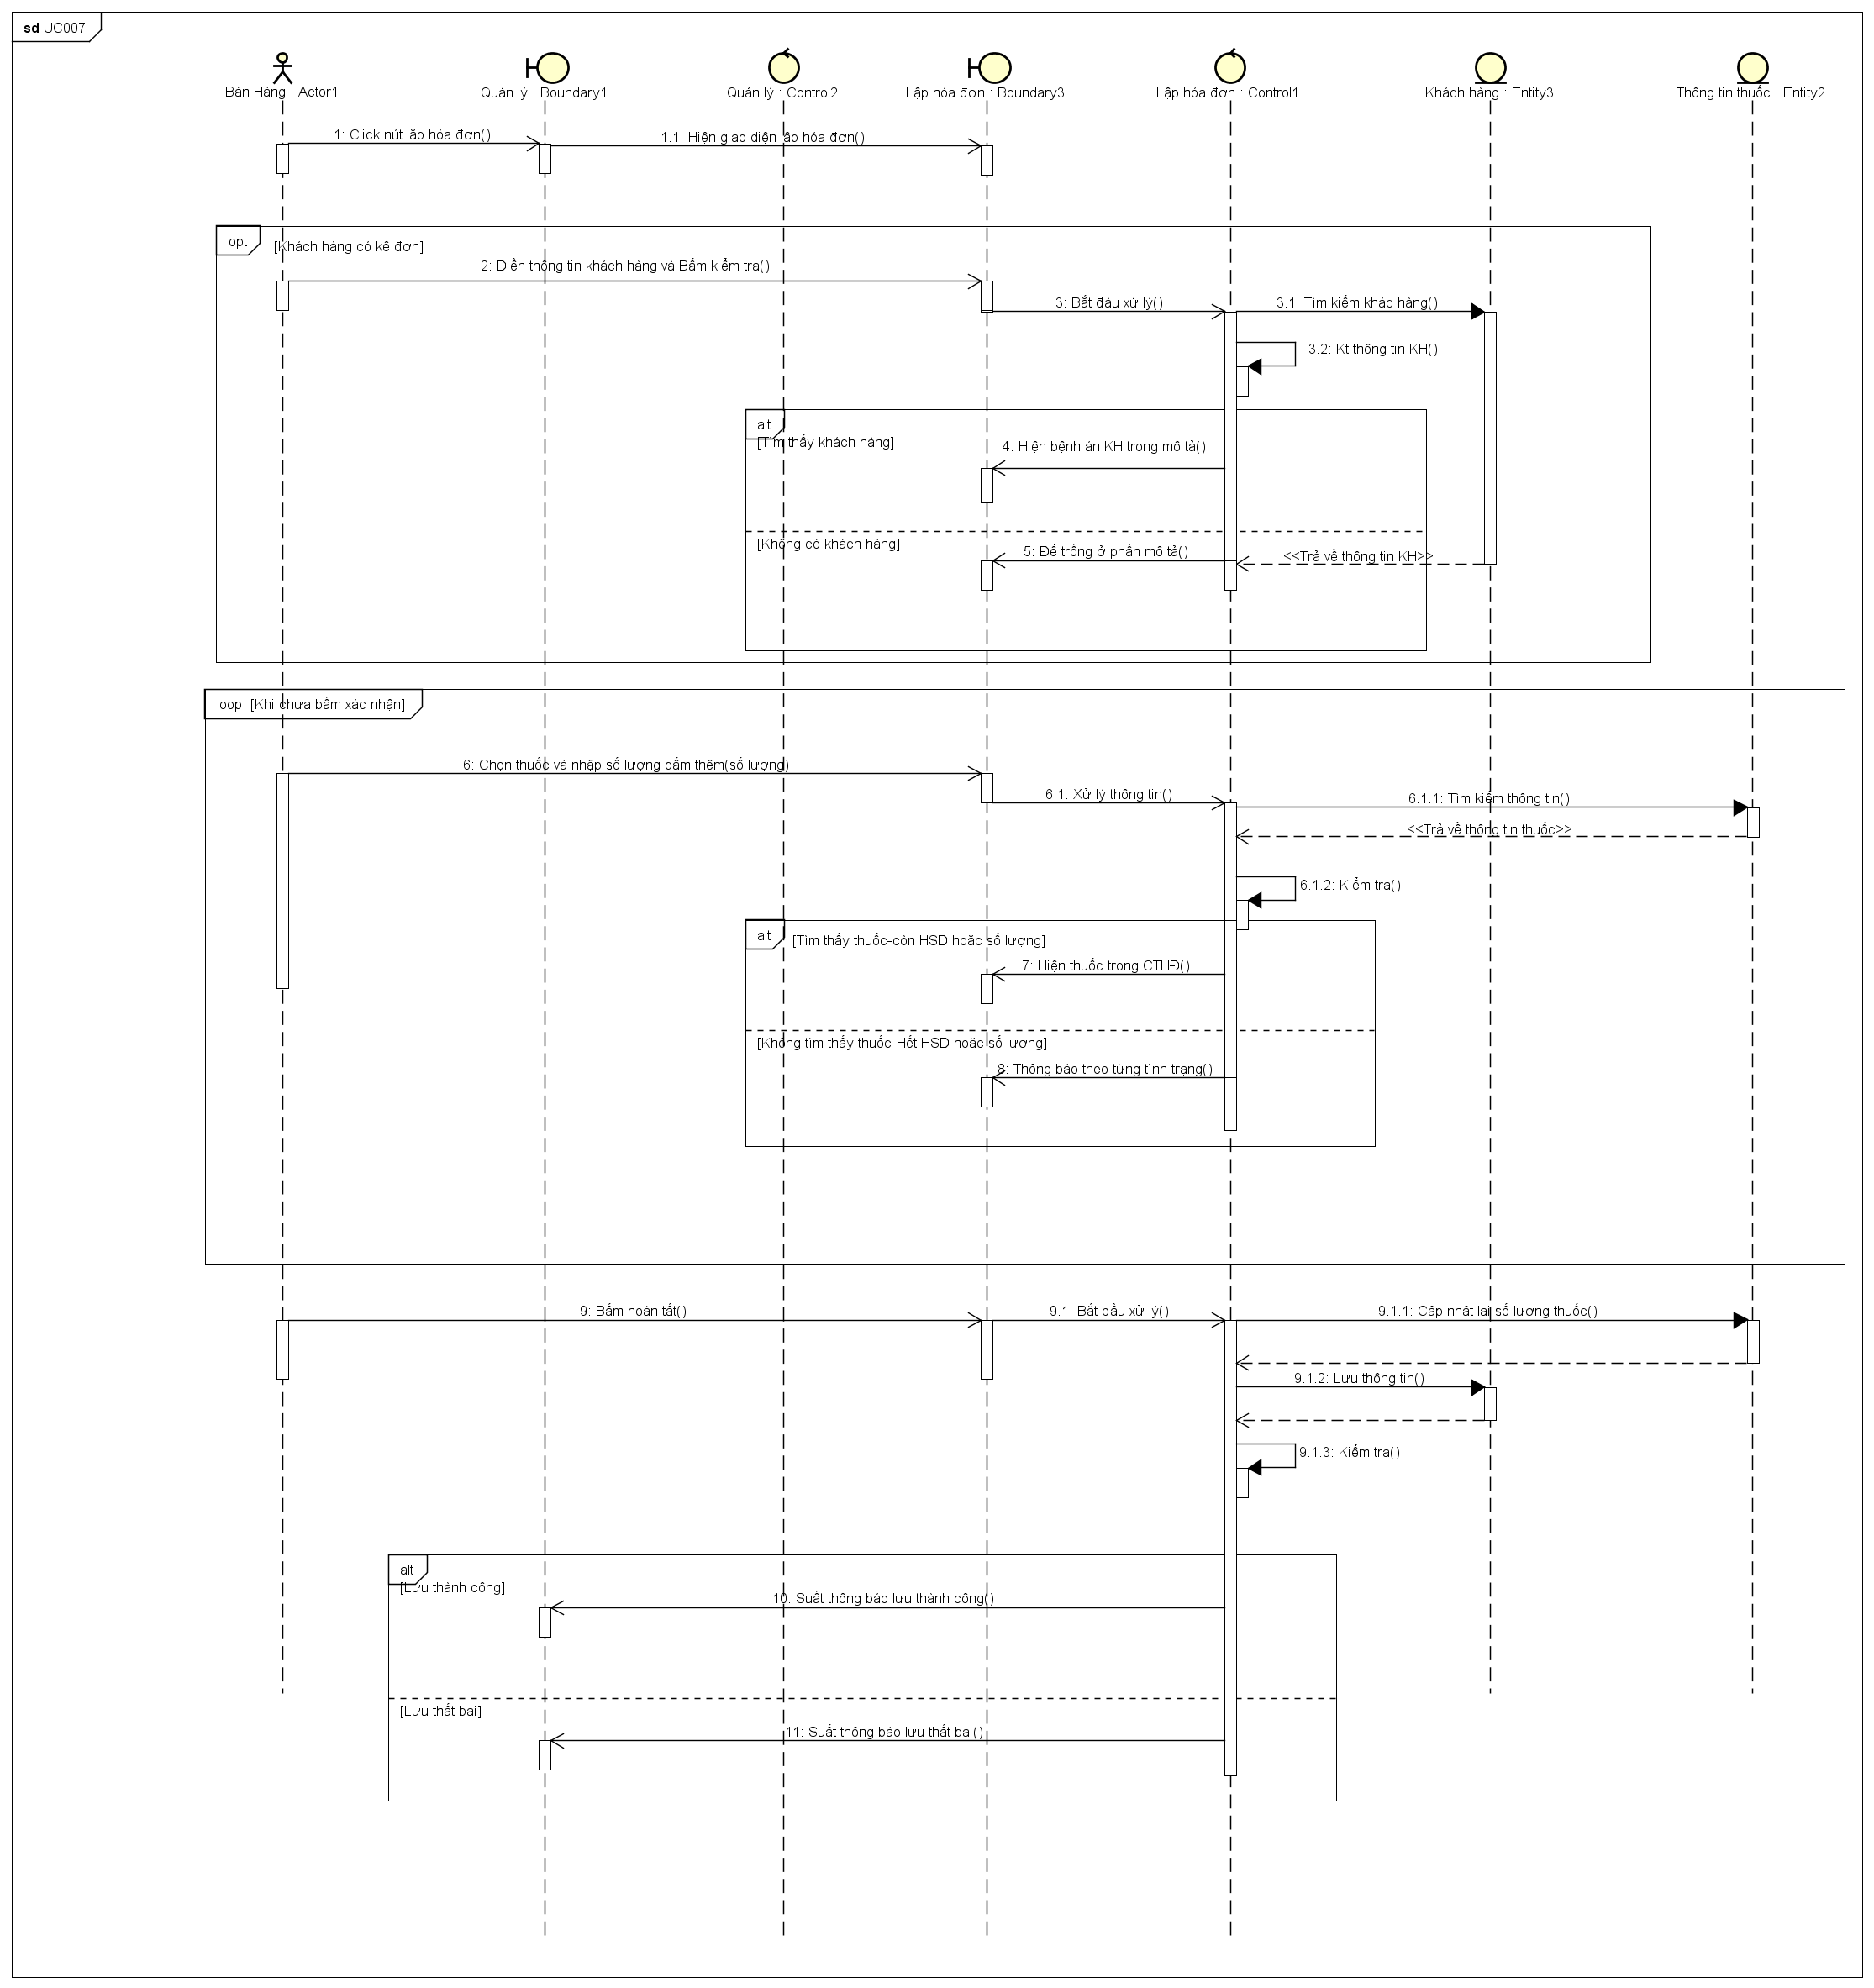 sd UC007
Bán Hàng : Actor1
Quản lý : Boundary1
Quản lý : Control2
Lập hóa đơn : Boundary3
Lập hóa đơn : Control1
Khách hàng : Entity3
Thông tin thuốc : Entity2
1: Click nút lặp hóa đơn()
1.1: Hiện giao diện lập hóa đơn()
opt
[Khách hàng có kê đơn]
2: Điền thông tin khách hàng và Bấm kiểm tra()
3: Bắt đàu xử lý()
3.1: Tìm kiếm khác hàng()
3.2: Kt thông tin KH()
alt
[Tìm thấy khách hàng]
4: Hiện bệnh án KH trong mô tả()
[Không có khách hàng]
5: Để trống ở phần mô tả()
<<Trả về thông tin KH>>
loop [Khi chưa bấm xác nhận]
6: Chọn thuốc và nhập số lượng bấm thêm(số lượng)
6.1: Xử lý thông tin()
6.1.1: Tìm kiếm thông tin()
<<Trả về thông tin thuốc>>
6.1.2: Kiểm tra()
alt
[Tìm thấy thuốc-còn HSD hoặc số lượng]
7: Hiện thuốc trong CTHĐ()
[Không tìm thấy thuốc-Hết HSD hoặc số lượng]
8: Thông báo theo từng tình trạng()
9: Bấm hoàn tất()
9.1: Bắt đầu xử lý()
9.1.1: Cập nhật lại số lượng thuốc()
9.1.2: Lưu thông tin()
9.1.3: Kiểm tra()
alt
[Lưu thành công]
10: Suất thông báo lưu thành công()
[Lưu thất bại]
11: Suất thông báo lưu thất bại()